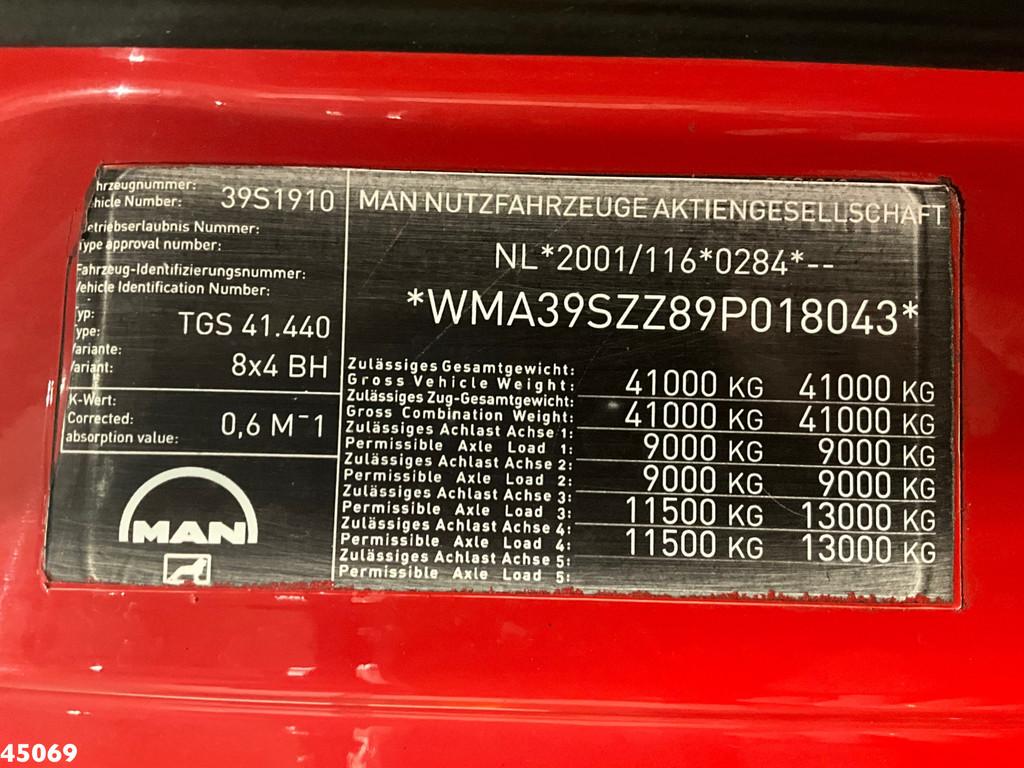 hrzeugnummer:
hicle Number: 39S1910
etriebserlaubnis Nummer:
Type approval number:
Fahrzeug-Identifizierungsnummer:
Vehicle Identification Number:
yp:
ype: TGS 41.440
Variante:
Variant: 8x4 BH
K-Wert:
Corrected:
absorption value: 0,6 M⁻1
MAN
MAN NUTZFAHRZEUGE AKTIENGESELLSCHAFT
NL*2001/116*0284*--
*WMA39SZZ89P018043*
Zulässiges Gesamtgewicht:
Gross Vehicle Weight: 41000 KG 41000 KG
Zulässiges Zug-Gesamtgewicht:
Gross Combination Weight: 41000 KG 41000 KG
Zulässiges Achlast Achse 1:
Permissible Axle Load 1: 9000 KG 9000 KG
Zulässiges Achlast Achse 2:
Permissible Axle Load 2: 9000 KG 9000 KG
Zulässiges Achlast Achse 3:
Permissible Axle Load 3: 11500 KG 13000 KG
Zulässiges Achlast Achse 4:
Permissible Axle Load 4: 11500 KG 13000 KG
Zulässiges Achlast Achse 5:
Permissible Axle Load 5:
45069